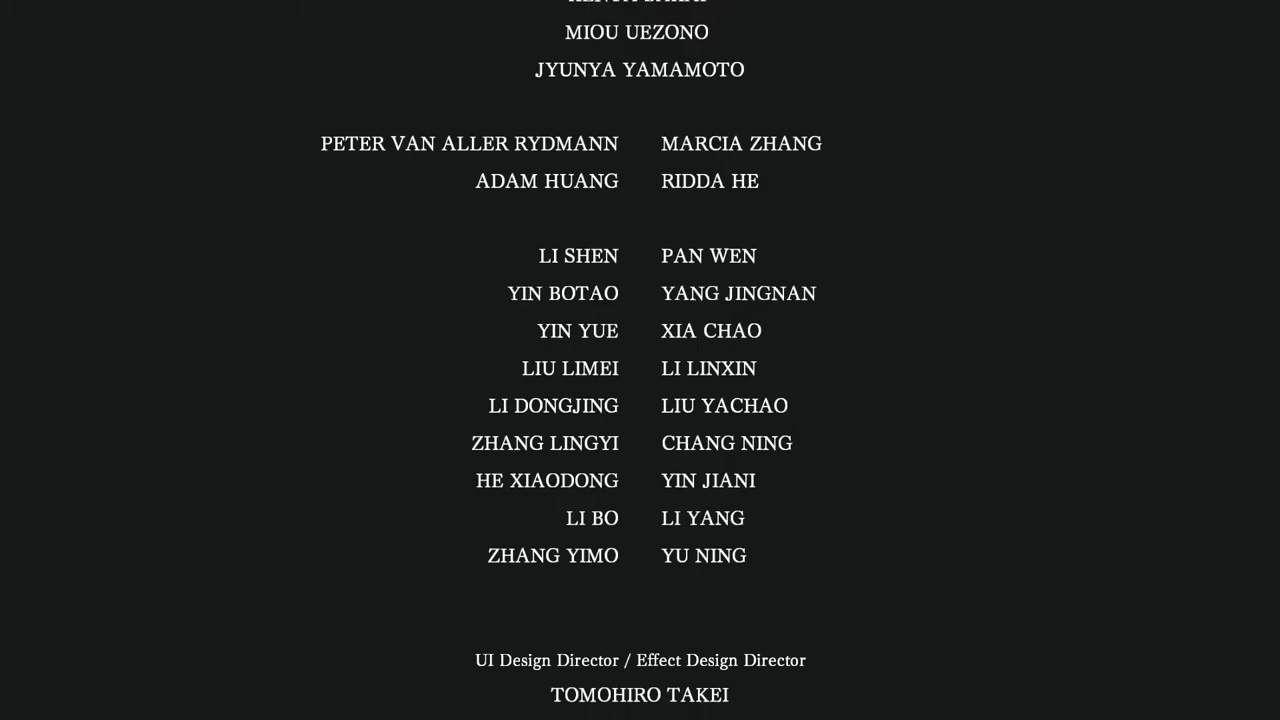 MIOU UEZONO
JYUNYA YAMAMOTO
PETER VAN ALLER RYDMANN MARCIA ZHANG
ADAM HUANG RIDDA HE
LI SHEN PAN WEN
YIN BOTAO YANG JINGNAN
YIN YUE XIA CHAO
LIU LIMEI LI LINXIN
LI DONGJING LIU YACHAO
ZHANG LINGYI CHANG NING
HE XIAODONG YIN JIANI
LI BO LI YANG
ZHANG YIMO YU NING
UI Design Director / Effect Design Director
TOMOHIRO TAKEI